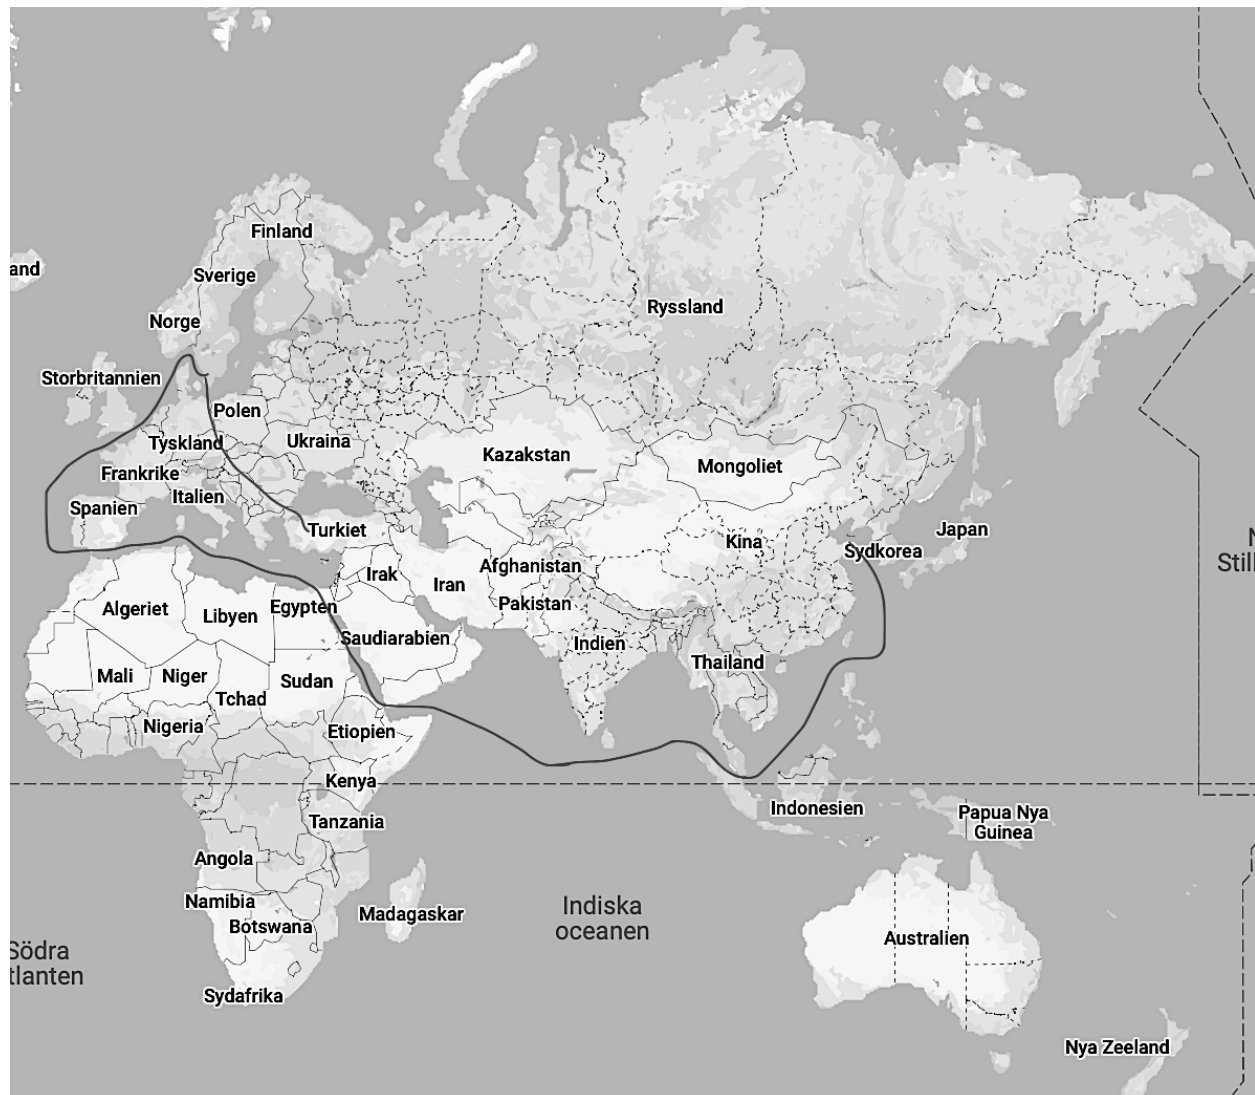 Finland
and
Sverige
Ryssland
Norge
Storbritannien
Polen
Tyskland
Ukraina
Kazakstan
Mongoliet
Frankrike
Italien
Spanien
Turkiet
Kina
Japan
Sydkorea
N
Still
Afghanistan
Irak
Iran
Pakistan
Algeriet
Libyen
Egypten
Saudiarabien
Indien
Thailand
Mali
Niger
Tchad
Sudan
Nigeria
Etiopien
Kenya
Indonesien
Papua Nya
Guinea
Tanzania
Angola
Namibia
Botswana
Madagaskar
Indiska
oceanen
Australien
Södra
tlanten
Sydafrika
Nya Zeeland